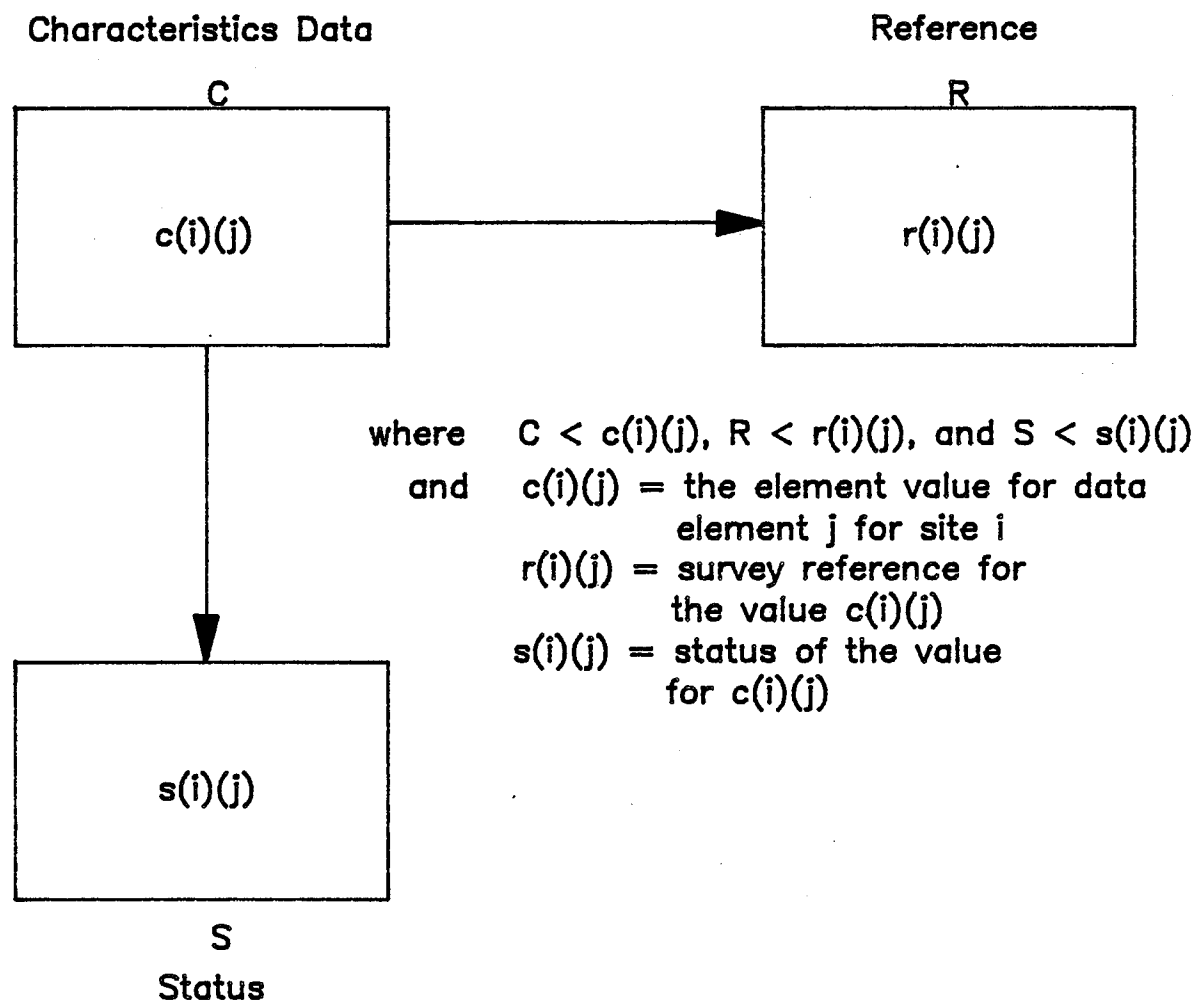 Characteristics Data
Reference
C
R
c(i)(j)
r(i)(j)
where C < c(i)(j), R < r(i)(j), and S < s(i)(j)
and c(i)(j) = the element value for data
element j for site i
r(i)(j) = survey reference for
the value c(i)(j)
s(i)(j) = status of the value
for c(i)(j)
s(i)(j)
S
Status